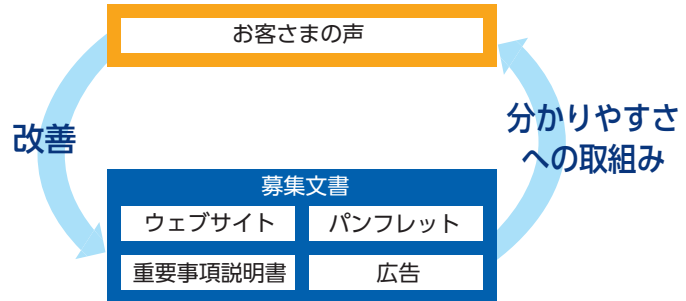 お客さまの声
改善
分かりやすさ
への取組み
募集文書
ウェブサイト
パンフレット
重要事項説明書
広告